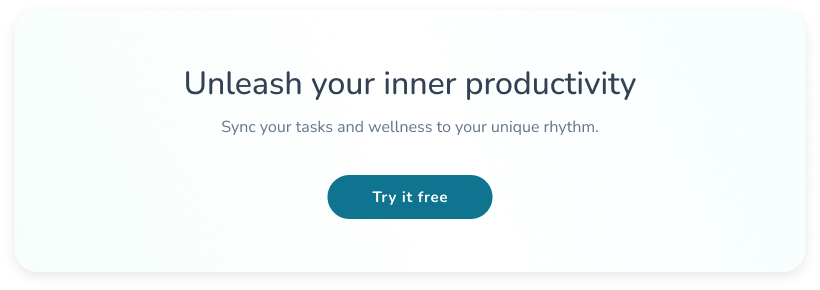 Unleash your inner productivity
Sync your tasks and wellness to your unique rhythm.
Try it free